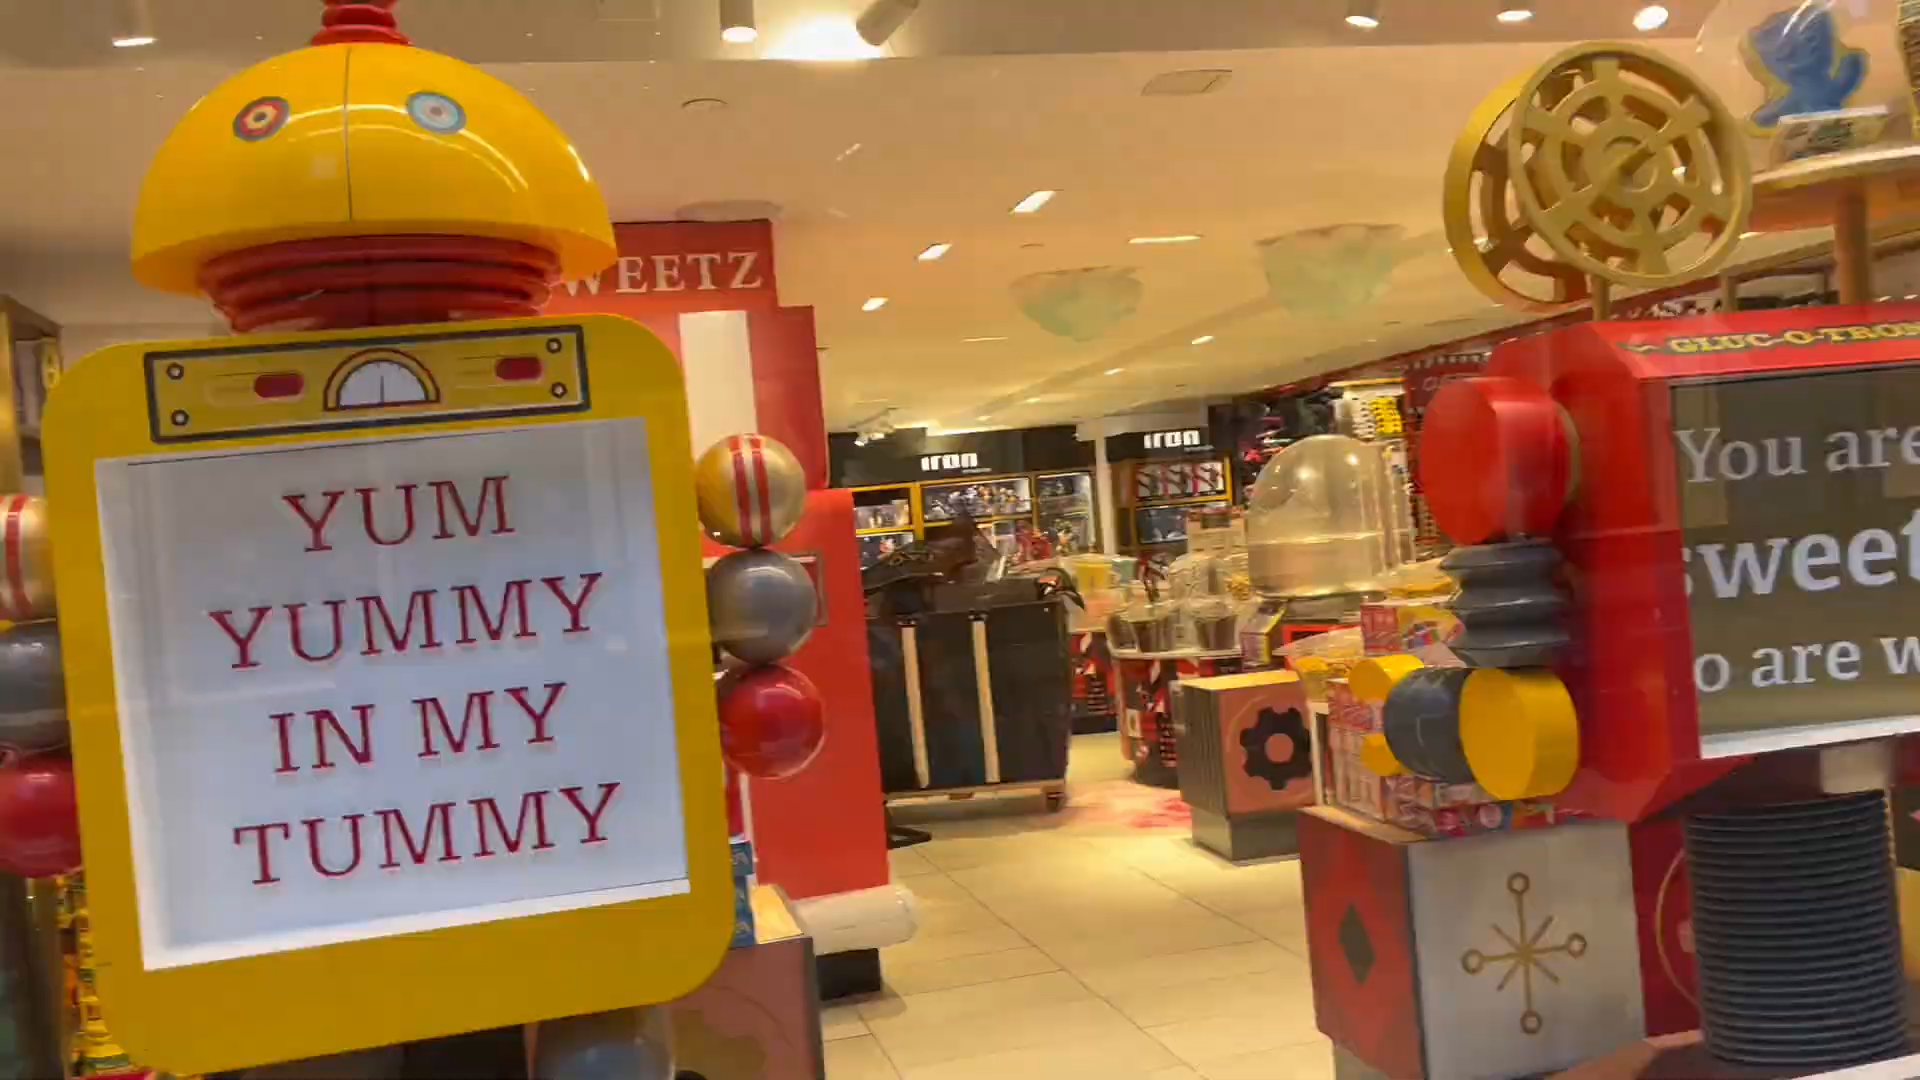 WEETZ
YUM
YUMMY
IN MY
TUMMY
iron
iron
GLUC-O-TRON
You are
sweet
o are w